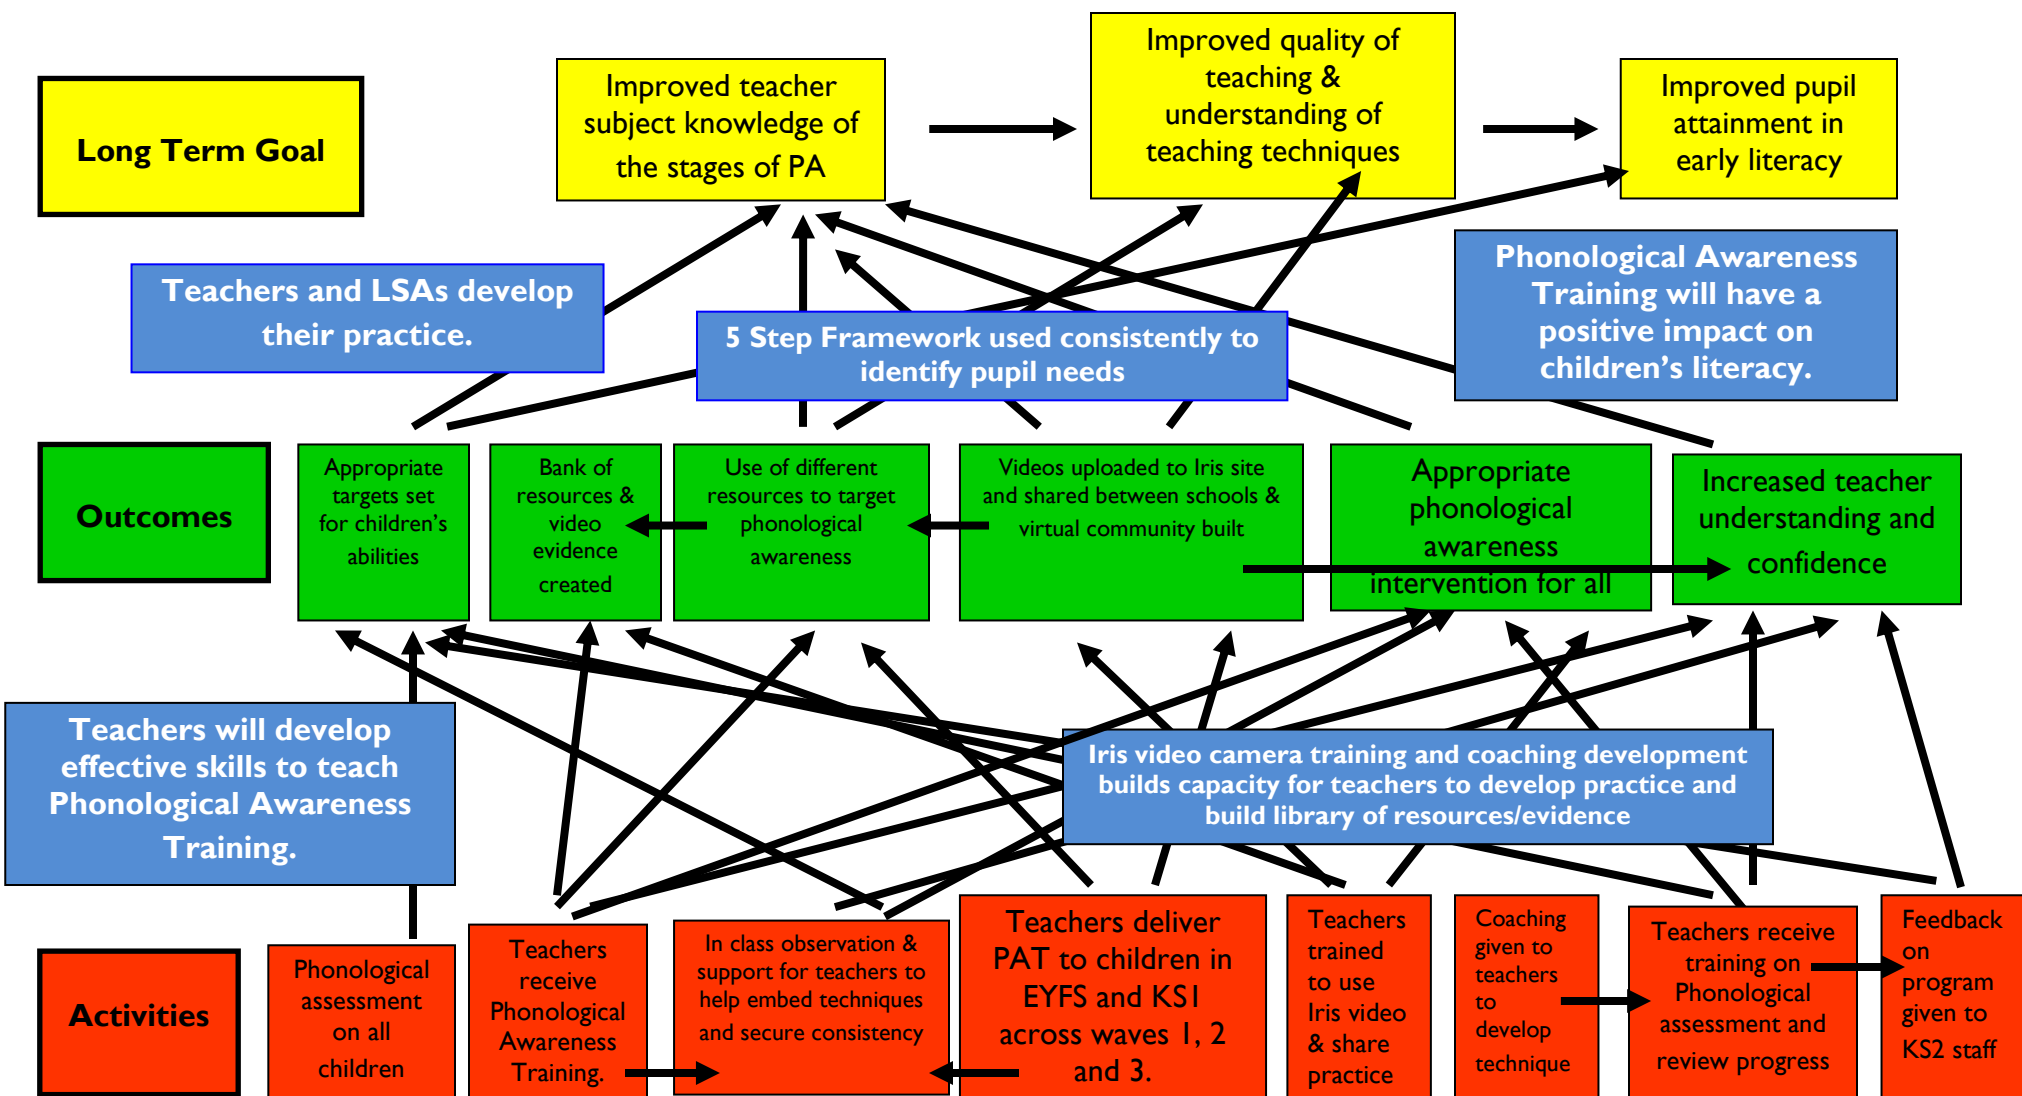 Long Term Goal
Improved teacher
subject knowledge of
the stages of PA
Improved quality of
teaching &
understanding of
teaching techniques
Improved pupil
attainment in
early literacy
Teachers and LSAs develop
their practice.
5 Step Framework used consistently to
identify pupil needs
Phonological Awareness
Training will have a
positive impact on
children’s literacy.
Outcomes
Appropriate
targets set
for children’s
abilities
Bank of
resources &
video
evidence
created
Use of different
resources to target
phonological
awareness
Videos uploaded to Iris site
and shared between schools &
virtual community built
Appropriate
phonological
awareness
intervention for all
Increased teacher
understanding and
confidence
Teachers will develop
effective skills to teach
Phonological Awareness
Training.
Iris video camera training and coaching development
builds capacity for teachers to develop practice and
build library of resources/evidence
Activities
Phonological
assessment
on all
children
Teachers
receive
Phonological
Awareness
Training.
In class observation &
support for teachers to
help embed techniques
and secure consistency
Teachers deliver
PAT to children in
EYFS and KS1
across waves 1, 2
and 3.
Teachers
trained
to use
Iris video
& share
practice
Coaching
given to
teachers
to
develop
technique
Teachers receive
training on
Phonological
assessment and
review progress
Feedback
on
program
given to
KS2 staff